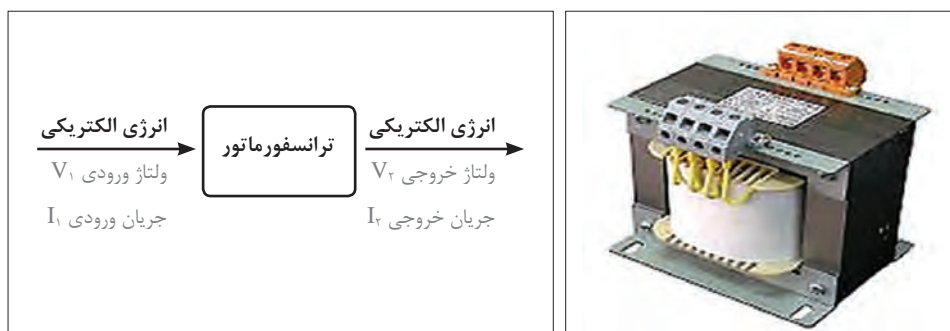 انرژی الکتریکی
ولتاژ ورودی V۱
جریان ورودی I۱
ترانسفورماتور
انرژی الکتریکی
ولتاژ خروجی V۲
جریان خروجی I۲